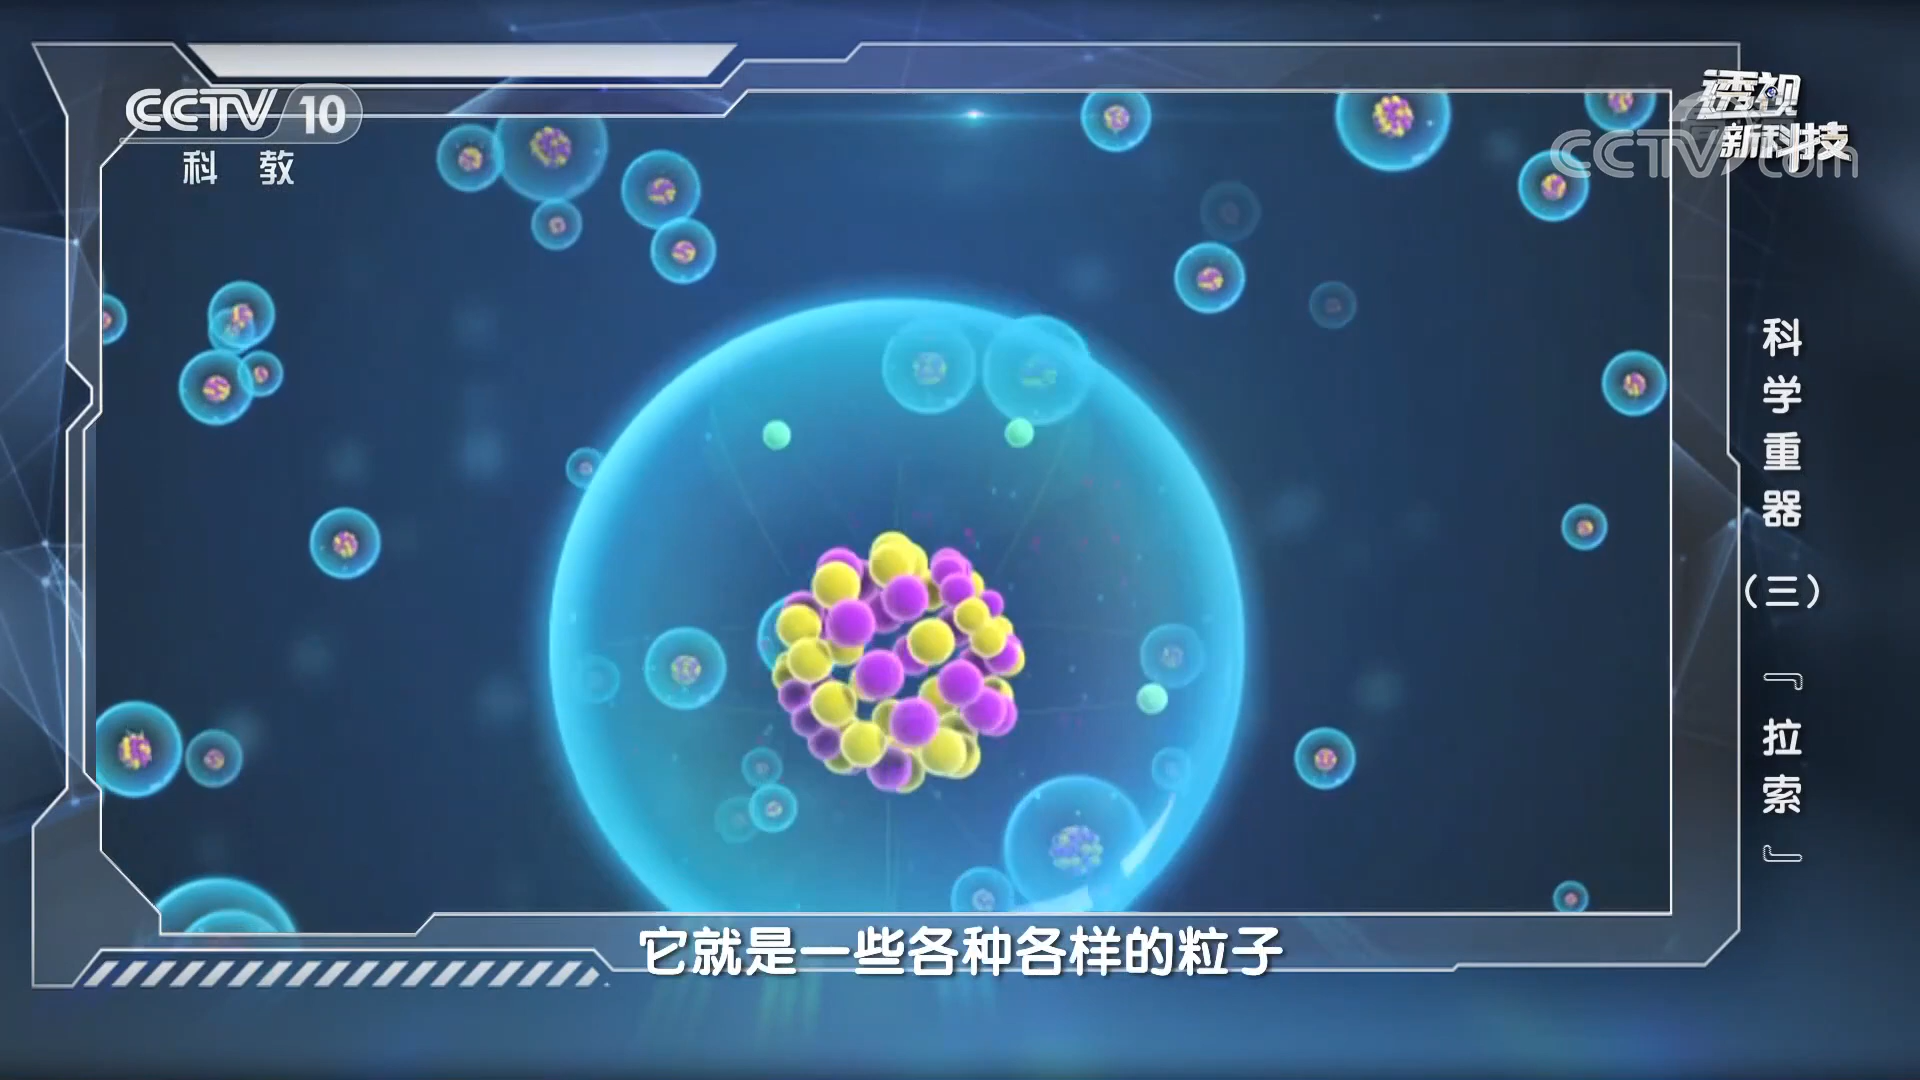 CCTV 10
科 教
透视
新科技
CCTV.com
科学重器（三）『拉索』
它就是一些各种各样的粒子